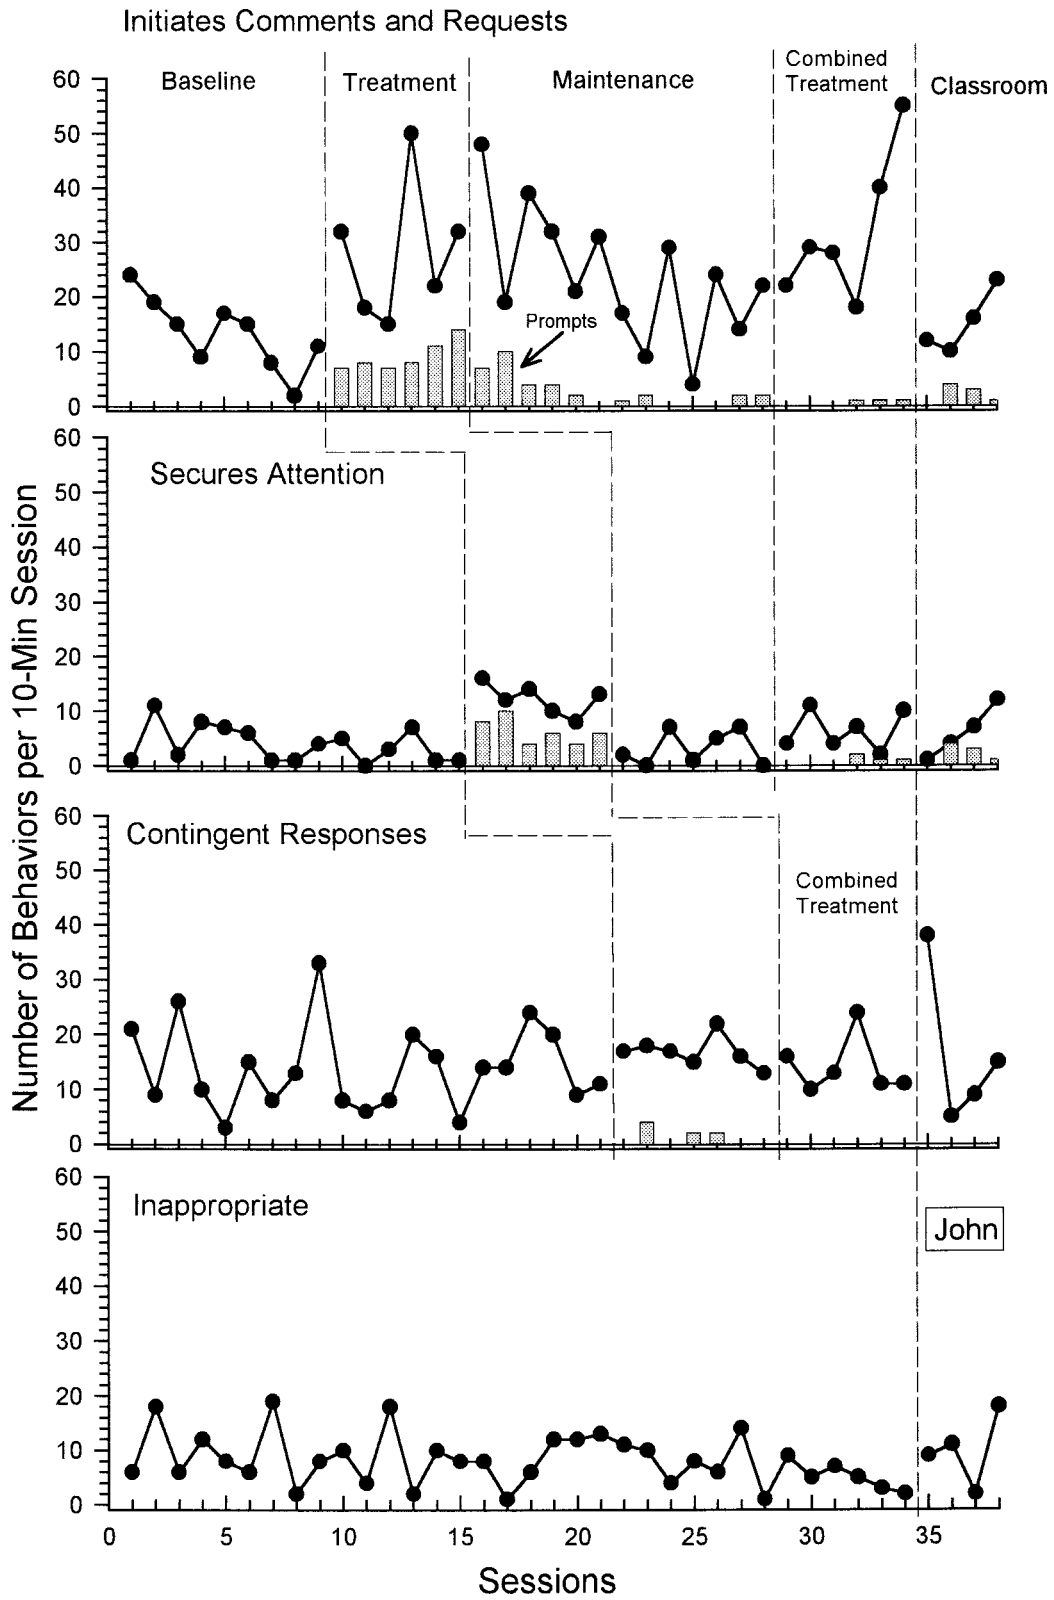 Initiates Comments and Requests
Baseline
Treatment
Maintenance
Combined
Treatment
Classroom
60
50
40
30
20
10
0
Prompts
Secures Attention
60
50
40
30
20
10
0
Contingent Responses
60
50
40
30
20
10
0
Combined
Treatment
Inappropriate
John
60
50
40
30
20
10
0
0 5 10 15 20 25 30 35
Sessions
Number of Behaviors per 10-Min Session